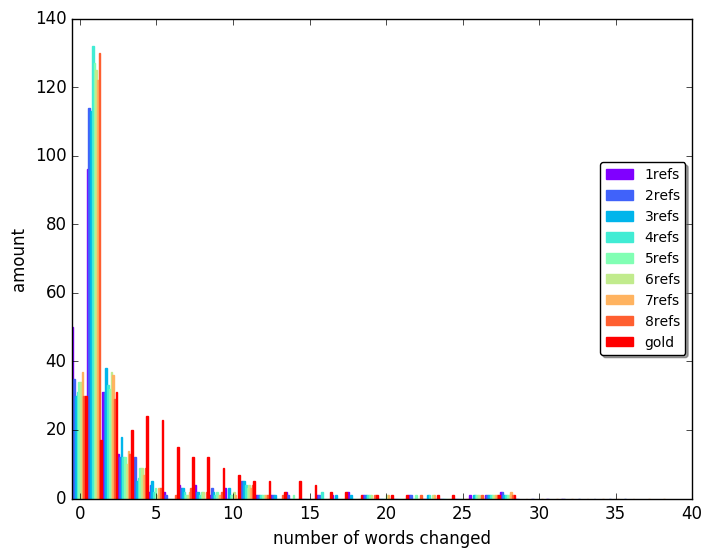 140
120
100
80
60
40
20
0
amount
0 5 10 15 20 25 30 35 40
number of words changed
1refs
2refs
3refs
4refs
5refs
6refs
7refs
8refs
gold